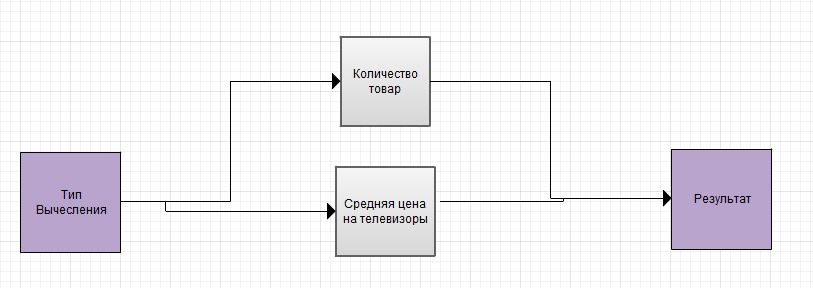 Количество
товар
Тип
Вычесления
Средняя цена
на телевизоры
Результат